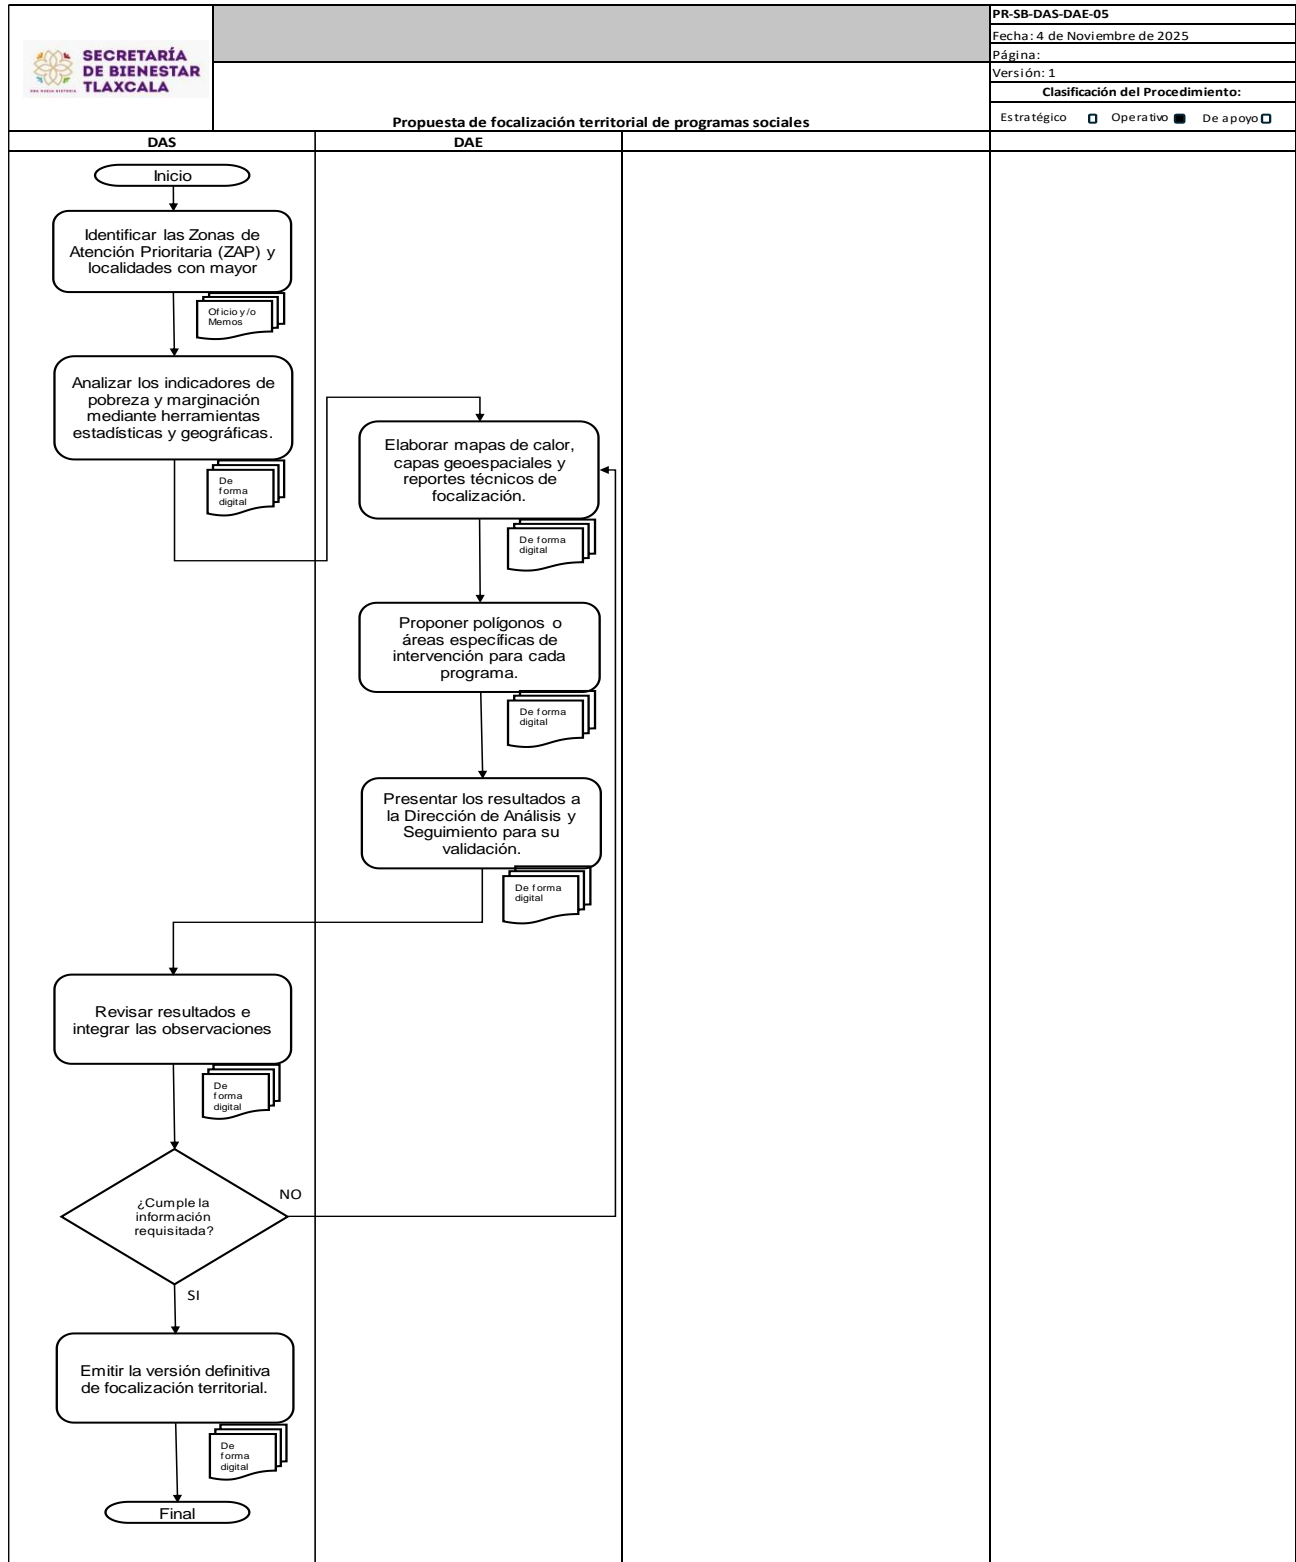 SECRETARÍA
DE BIENESTAR
TLAXCALA
UNA NUEVA HISTORIA
PR-SB-DAS-DAE-05
Fecha: 4 de Noviembre de 2025
Página:
Versión: 1
Clasificación del Procedimiento:
Estratégico Operativo De apoyo
Propuesta de focalización territorial de programas sociales
DAS DAE
Inicio
Identificar las Zonas de
Atención Prioritaria (ZAP) y
localidades con mayor
Oficio y/o
Memos
Analizar los indicadores de
pobreza y marginación
mediante herramientas
estadísticas y geográficas.
De
forma
digital
Elaborar mapas de calor,
capas geoespaciales y
reportes técnicos de
focalización.
De forma
digital
Proponer polígonos o
áreas específicas de
intervención para cada
programa.
De forma
digital
Presentar los resultados a
la Dirección de Análisis y
Seguimiento para su
validación.
De forma
digital
Revisar resultados e
integrar las observaciones
De
forma
digital
¿Cumple la
información
requisitada?
NO
SI
Emitir la versión definitiva
de focalización territorial.
De
forma
digital
Final